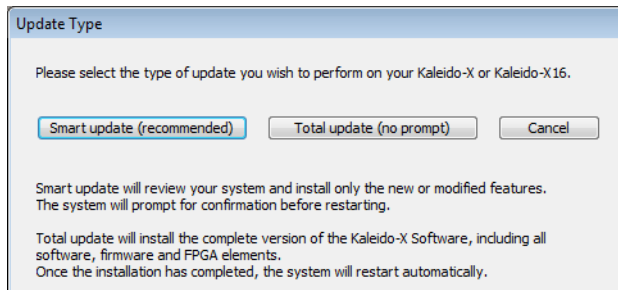 Update Type
Please select the type of update you wish to perform on your Kaleido-X or Kaleido-X16.
Smart update (recommended) Total update (no prompt) Cancel
Smart update will review your system and install only the new or modified features.
The system will prompt for confirmation before restarting.
Total update will install the complete version of the Kaleido-X Software, including all
software, firmware and FPGA elements.
Once the installation has completed, the system will restart automatically.